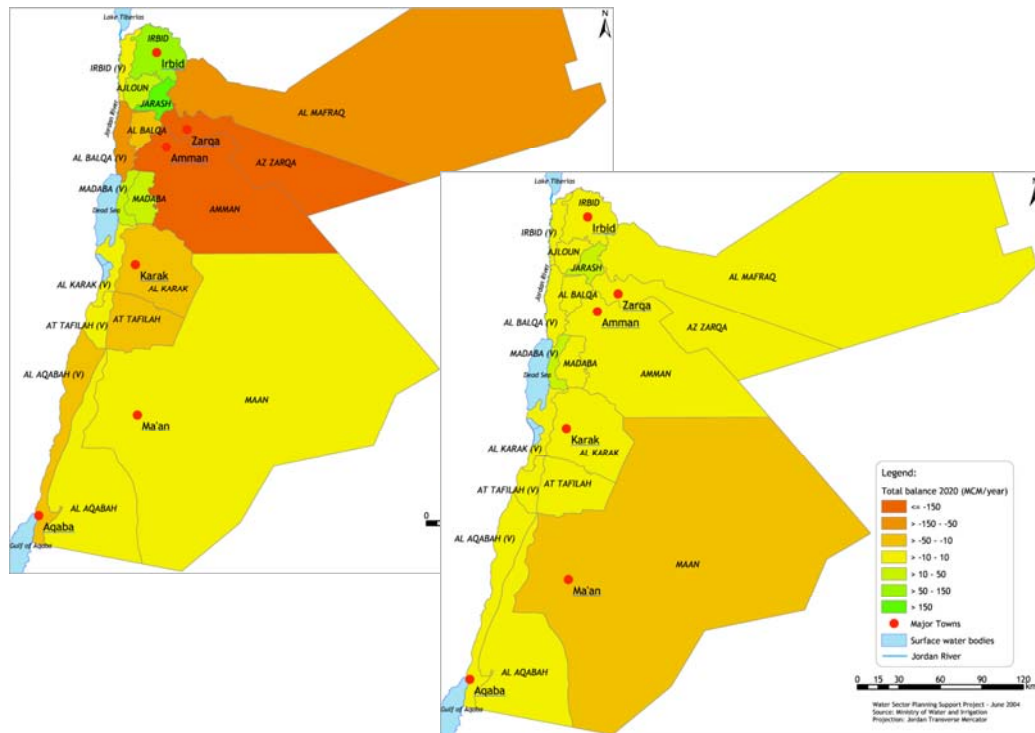 Lake Tiberias
N
IRBID
Irbid
IRBID (V)
AJLOUN
JARASH
Jordan River
AL MAFRAQ
AL BALQA
Zarqa
Amman
AZ ZARQA
AL BALQA (V)
MADABA (V)
MADABA
AMMAN
Dead Sea
Karak
AL KARAK (V)
AL KARAK
AT TAFILAH
AT TAFILAH (V)
AL AQABAH (V)
MAAN
Ma'an
AL AQABAH
Aqaba
Gulf of Aqaba
0
Lake Tiberias
IRBID
Irbid
IRBID (V)
AJLOUN
JARASH
Jordan River
AL MAFRAQ
AL BALQA
Zarqa
Amman
AL BALQA (V)
AZ ZARQA
MADABA (V)
MADABA
Dead Sea
AMMAN
Karak
AL KARAK (V)
AL KARAK
AT TAFILAH
AT TAFILAH (V)
AL AQABAH (V)
MAAN
Ma'an
AL AQABAH
Aqaba
Gulf of Aqaba
Legend:
Total balance 2020 (MCM/year)
<= -150
> -150 - -50
> -50 - -10
> -10 - 10
> 10 - 50
> 50 - 150
> 150
Major Towns
Surface water bodies
Jordan River
0 15 30 60 90 120
Water Sector Planning Support Project - June 2004
Source: Ministry of Water and Irrigation
Projection: Jordan Transverse Mercator